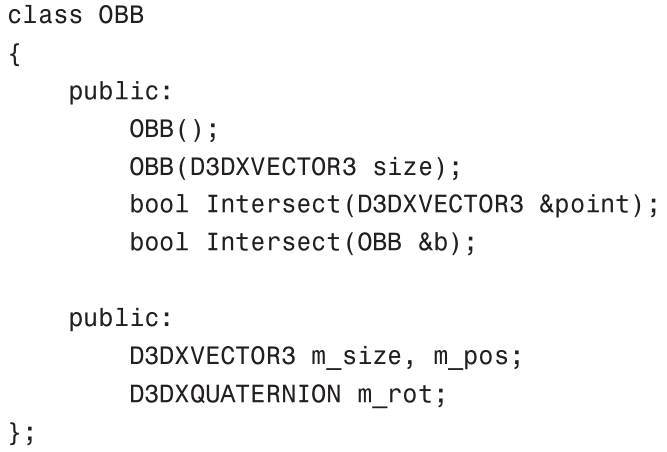 class OBB
{
    public:
        OBB();
        OBB(D3DXVECTOR3 size);
        bool Intersect(D3DXVECTOR3 &point);
        bool Intersect(OBB &b);

    public:
        D3DXVECTOR3 m_size, m_pos;
        D3DXQUATERNION m_rot;
};